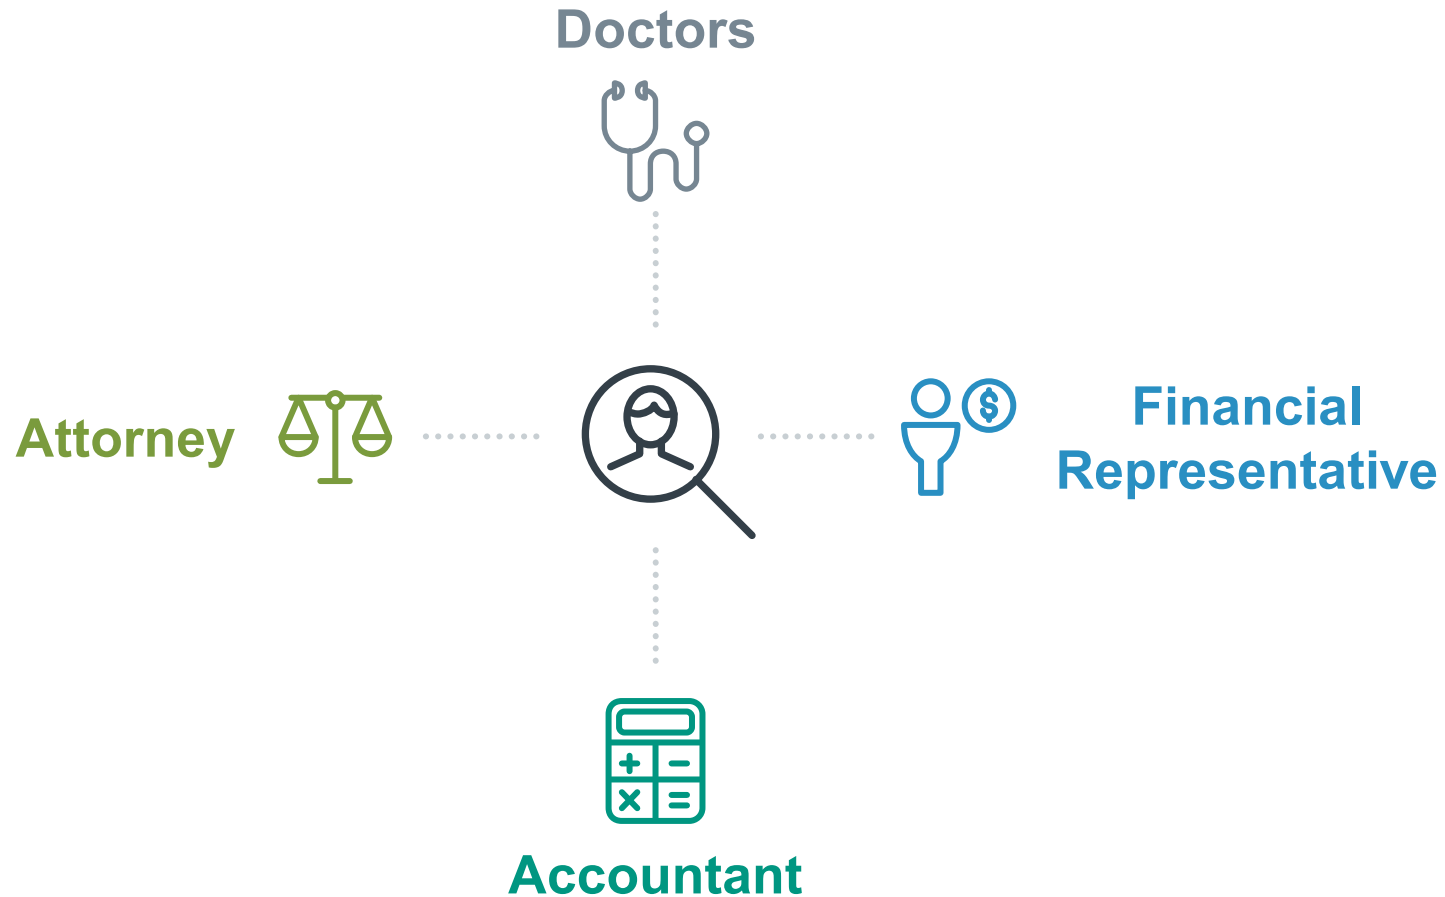 Doctors
Attorney
Financial
Representative
Accountant